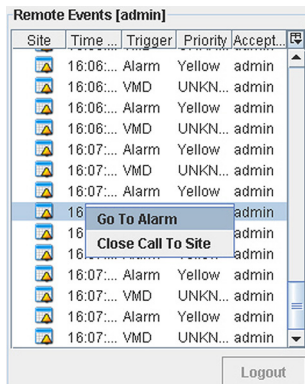 Remote Events [admin]
Site Time ... Trigger Priority Accept...
16:06:... Alarm Yellow admin
16:06:... VMD UNKN... admin
16:06:... Alarm Yellow admin
16:06:... VMD UNKN... admin
16:07:... Alarm Yellow admin
16:07:... VMD UNKN... admin
16:07:... Alarm Yellow admin
16 admin
Go To Alarm
admin
Close Call To Site
admin
16:07:... Alarm Yellow admin
16:07:... VMD UNKN... admin
16:07:... Alarm Yellow admin
16:07:... VMD UNKN... admin
Logout